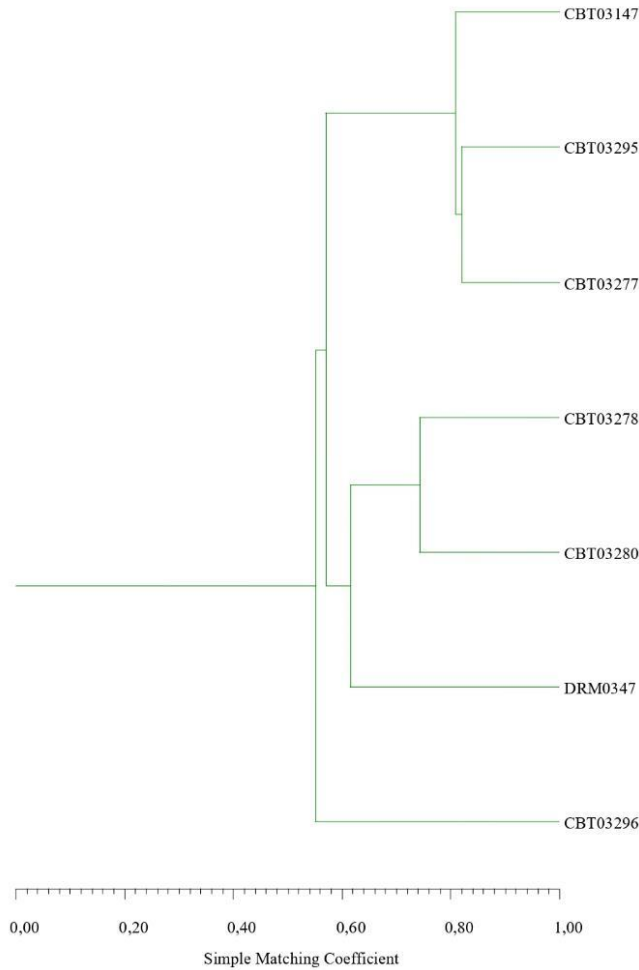 CBT03147
CBT03295
CBT03277
CBT03278
CBT03280
DRM0347
CBT03296
0,00 0,20 0,40 0,60 0,80 1,00
Simple Matching Coefficient